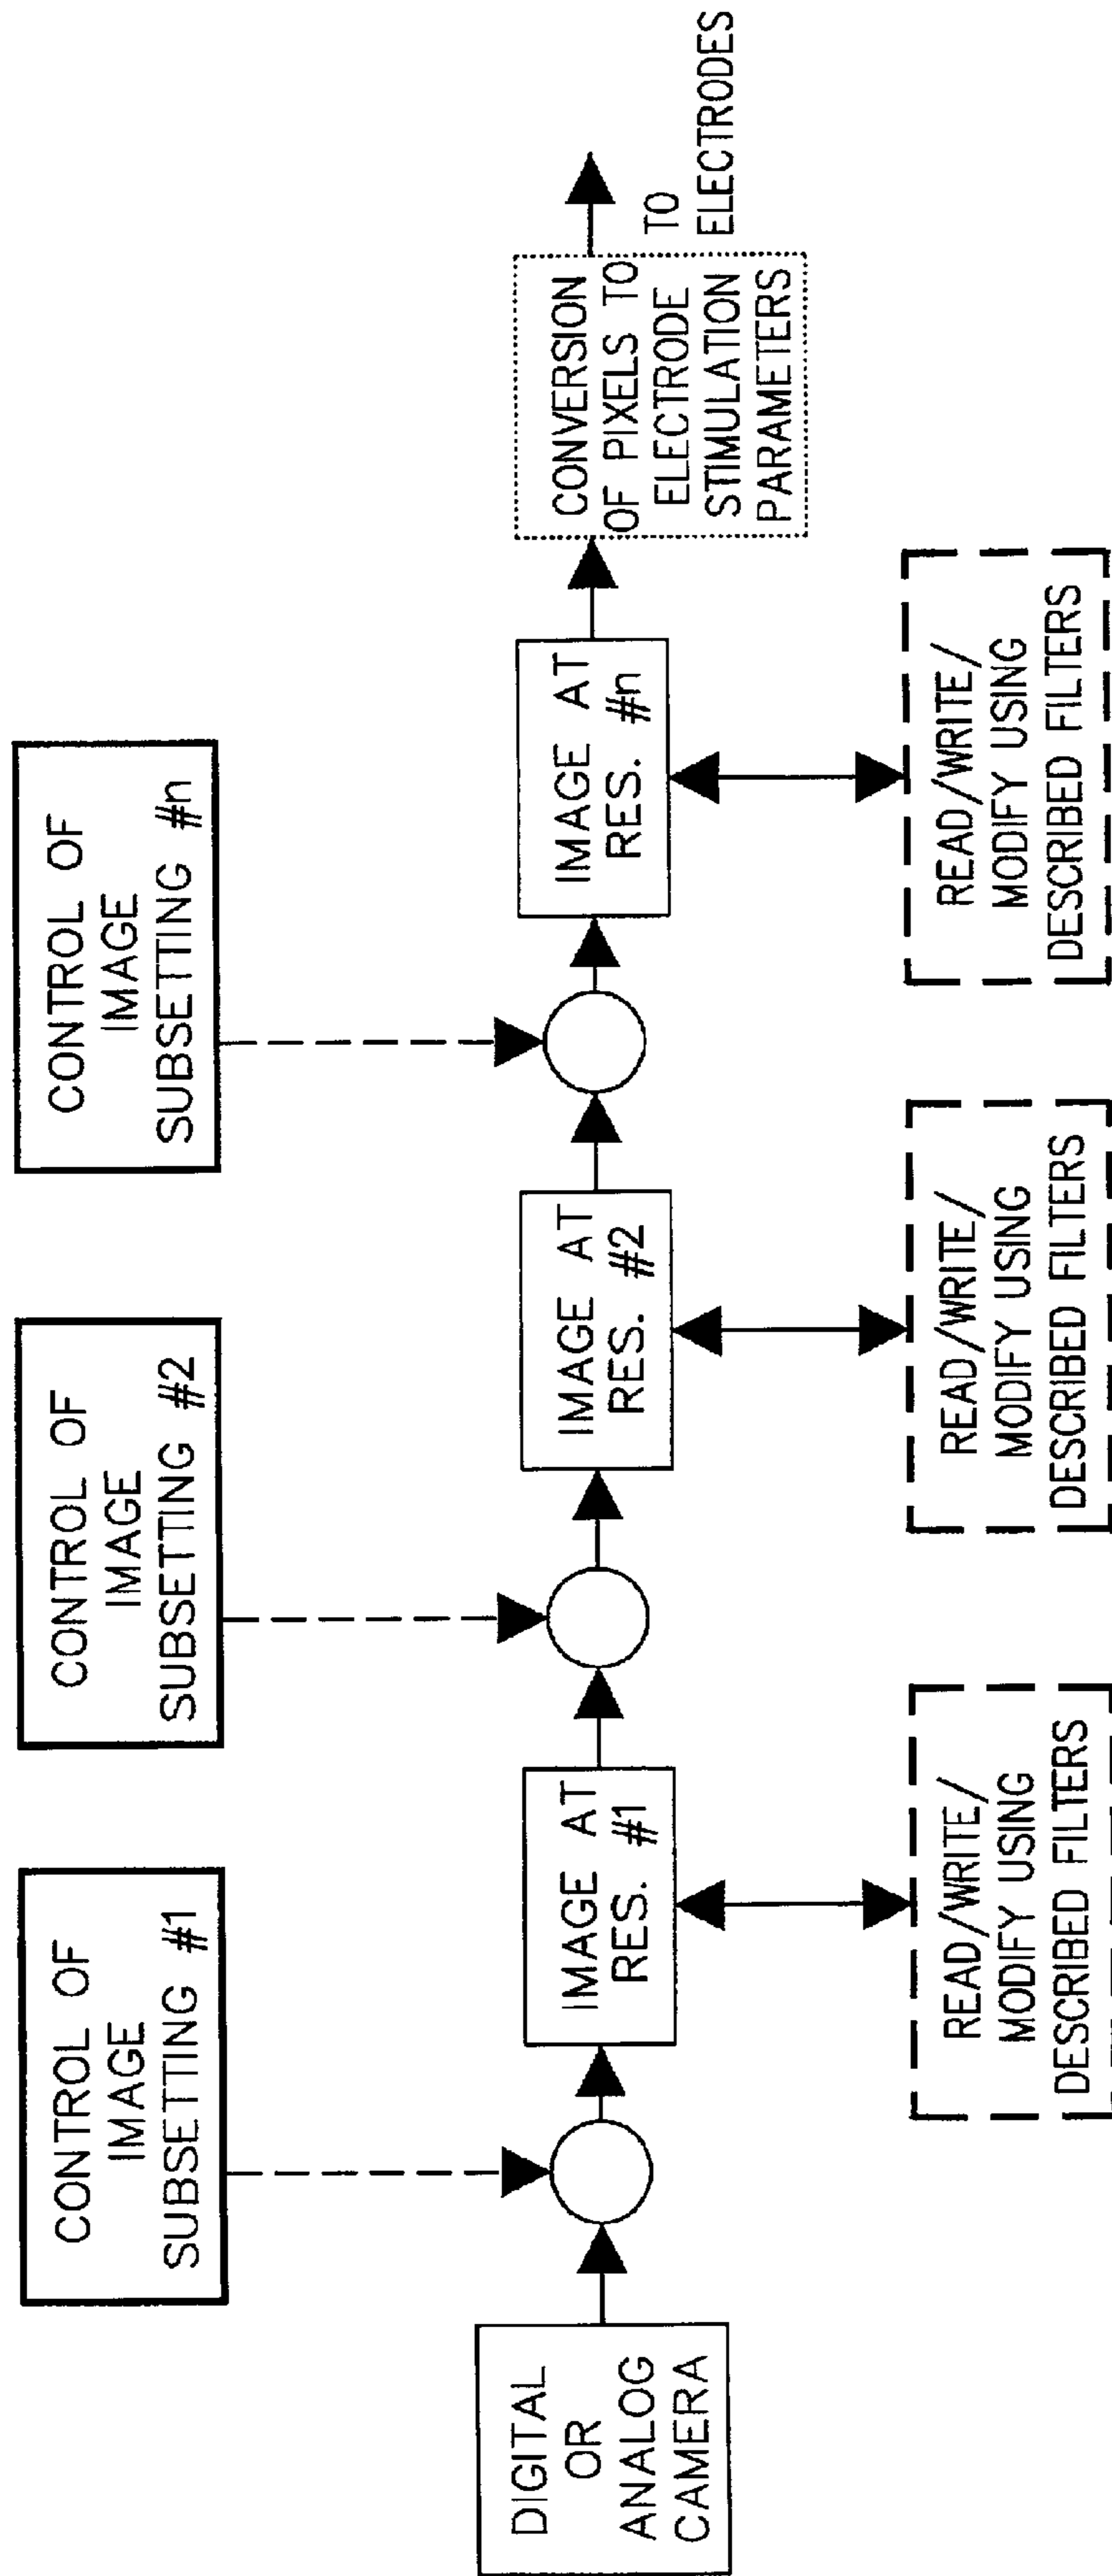 CONTROL OF
IMAGE
SUBSETTING #1
CONTROL OF
IMAGE
SUBSETTING #2
CONTROL OF
IMAGE
SUBSETTING #n
DIGITAL
OR
ANALOG
CAMERA
IMAGE AT
RES. #1
IMAGE AT
RES. #2
IMAGE AT
RES. #n
CONVERSION
OF PIXELS TO
ELECTRODE
STIMULATION
PARAMETERS
TO
ELECTRODES
READ/WRITE/
MODIFY USING
DESCRIBED FILTERS
READ/WRITE/
MODIFY USING
DESCRIBED FILTERS
READ/WRITE/
MODIFY USING
DESCRIBED FILTERS